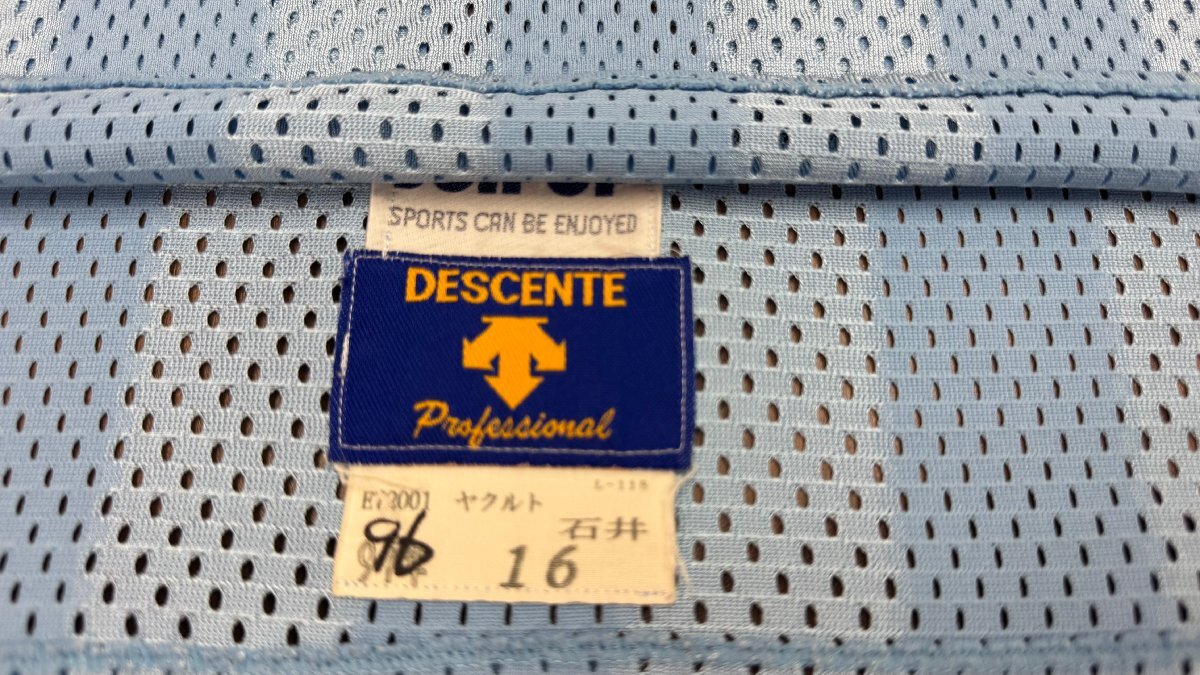 SPORTS CAN BE ENJOYED
DESCENTE
Professional
L-115
E73001 ヤクルト
石井
96 16